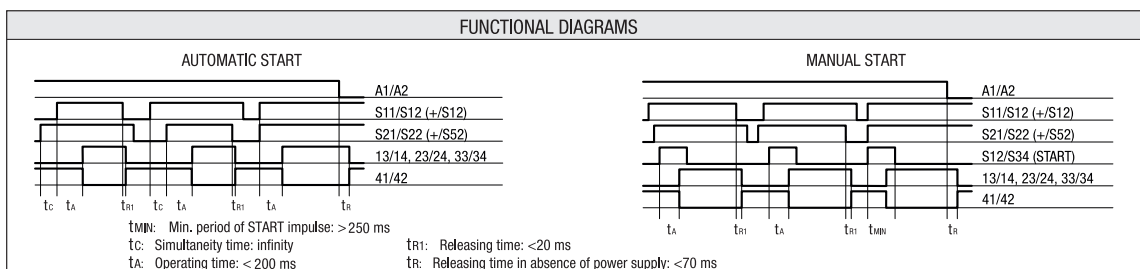 FUNCTIONAL DIAGRAMS
AUTOMATIC START
A1/A2
S11/S12 (+/S12)
S21/S22 (+/S52)
13/14, 23/24, 33/34
41/42
tC tA tR1 tC tA tR1 tA tR
MANUAL START
A1/A2
S11/S12 (+/S12)
S21/S22 (+/S52)
S12/S34 (START)
13/14, 23/24, 33/34
41/42
tA tR1 tA tR1 tMIN tR
tMIN: Min. period of START impulse: >250 ms
tC: Simultaneity time: infinity
tR1: Releasing time: <20 ms
tA: Operating time: < 200 ms
tR: Releasing time in absence of power supply: <70 ms